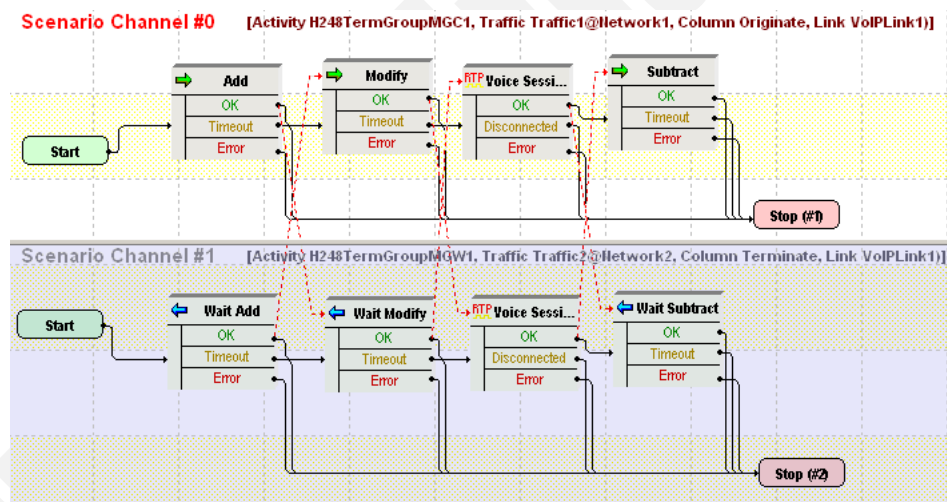 Scenario Channel #0 [Activity H248TermGroupMGC1, Traffic Traffic1@Network1, Column Originate, Link VoIPLink1)]
Add
OK
Timeout
Error
Modify
OK
Timeout
Error
RTP Voice Sessi...
OK
Disconnected
Error
Subtract
OK
Timeout
Error
Start
Stop (#1)
Scenario Channel #1 [Activity H248TermGroupMGW1, Traffic Traffic2@Network2, Column Terminate, Link VoIPLink1)]
Start
Wait Add
OK
Timeout
Error
Wait Modify
OK
Timeout
Error
RTP Voice Sessi...
OK
Disconnected
Error
Wait Subtract
OK
Timeout
Error
Stop (#2)